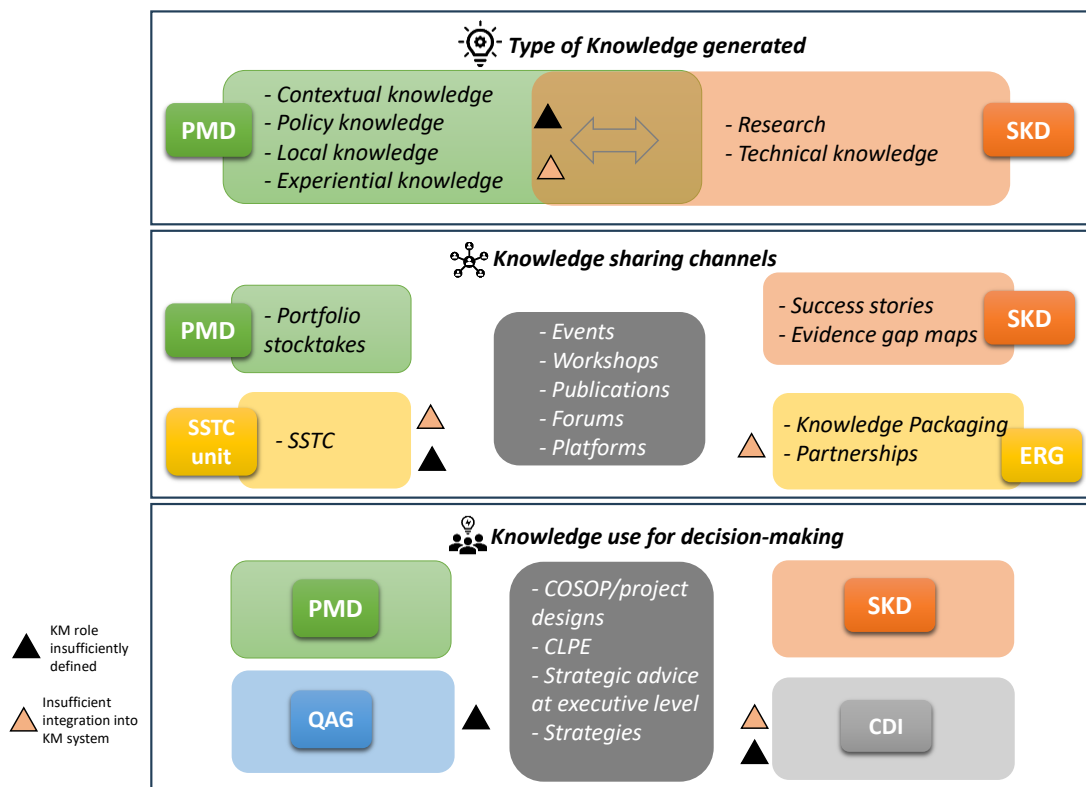 Type of Knowledge generated
PMD
- Contextual knowledge
- Policy knowledge
- Local knowledge
- Experiential knowledge
- Research
- Technical knowledge
SKD
Knowledge sharing channels
PMD
- Portfolio
stocktakes
- Events
- Workshops
- Publications
- Forums
- Platforms
- Success stories
- Evidence gap maps
SKD
SSTC
unit
- SSTC
- Knowledge Packaging
- Partnerships
ERG
Knowledge use for decision-making
PMD
- COSOP/project
designs
- CLPE
- Strategic advice
at executive level
- Strategies
SKD
QAG
CDI
KM role
insufficiently
defined
Insufficient
integration into
KM system